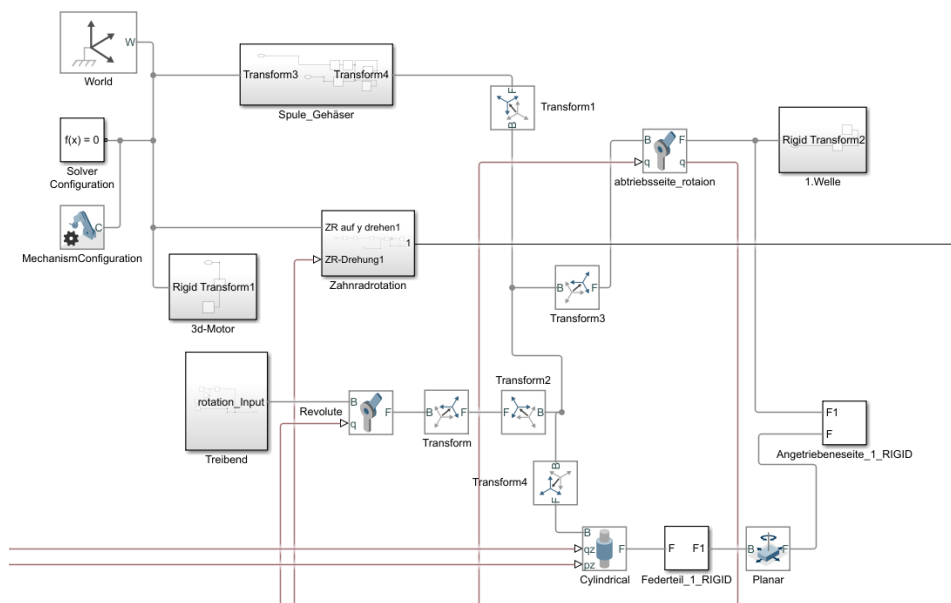 W
World
Transform3 Transform4
Spule_Gehäser
F
B
Transform1
f(x) = 0
Solver
Configuration
B F
q q
abtriebsseite_rotaion
Rigid Transform2
1.Welle
C
MechanismConfiguration
ZR auf y drehen1
1
ZR-Drehung1
Zahnradrotation
Rigid Transform1
3d-Motor
B F
Transform3
rotation_Input
Treibend
Revolute
B F
q
B F
Transform
Transform2
F B
F1
F
Angetriebeneseite_1_RIGID
Transform4
B
F
B
qz
pz
F
Cylindrical
F F1
Federteil_1_RIGID
B F
Planar